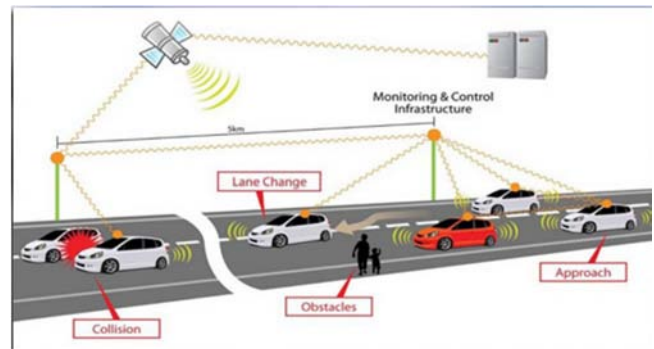 Monitoring & Control
Infrastructure
5km
Lane Change
Approach
Obstacles
Collision